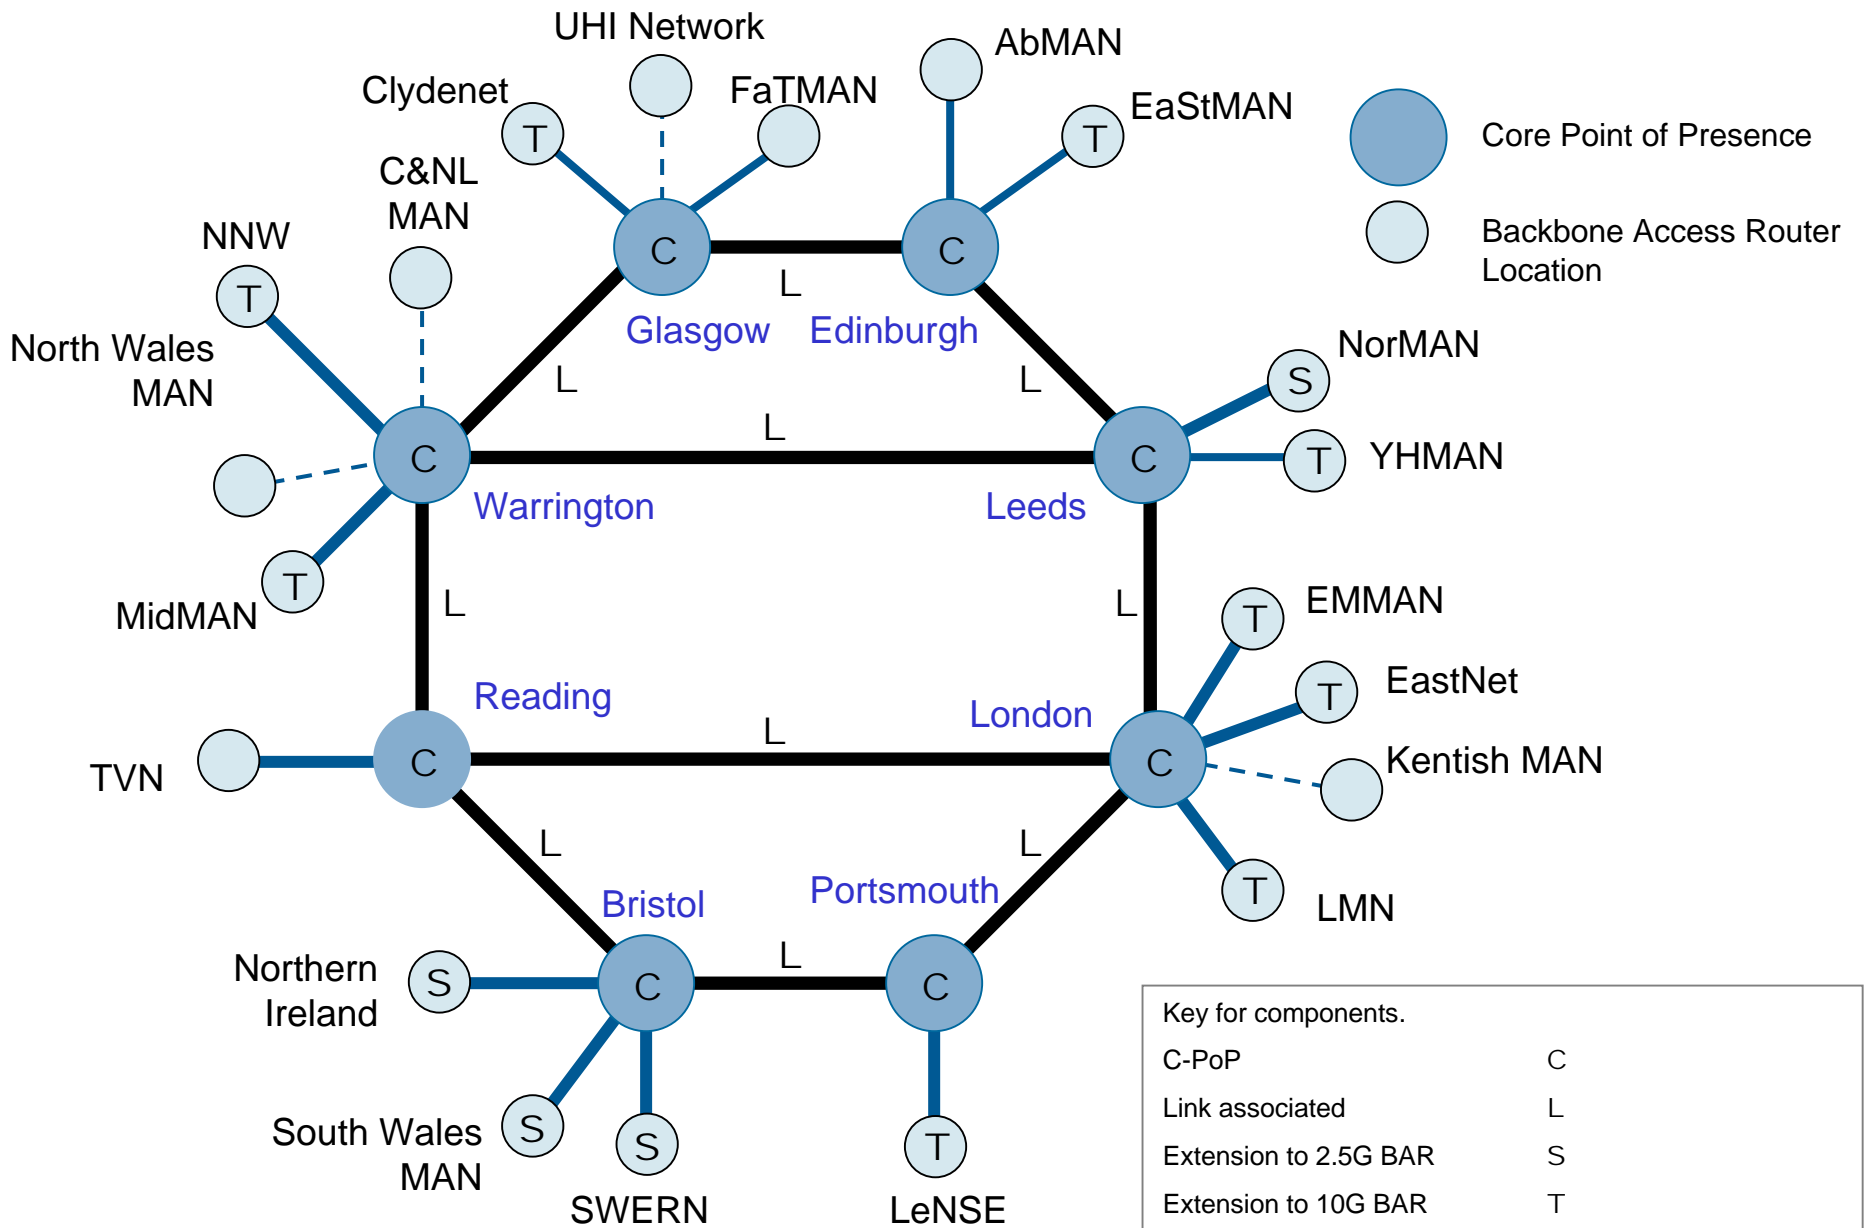 UHI Network
AbMAN
Clydenet
FaTMAN
EaStMAN
T
T
Core Point of Presence
C&NL
MAN
NNW
T
C
C
Backbone Access Router
Location
L
Glasgow
Edinburgh
North Wales
MAN
NorMAN
S
L
L
L
C
C
T
YHMAN
Warrington
Leeds
T
MidMAN
L
L
T
EMMAN
Reading
London
T
EastNet
L
TVN
C
C
Kentish MAN
L
L
Bristol
Portsmouth
T
LMN
Northern
Ireland
S
C
L
C
South Wales
MAN
S
S
T
SWERN
LeNSE
Key for components.
C-PoP C
Link associated L
Extension to 2.5G BAR S
Extension to 10G BAR T